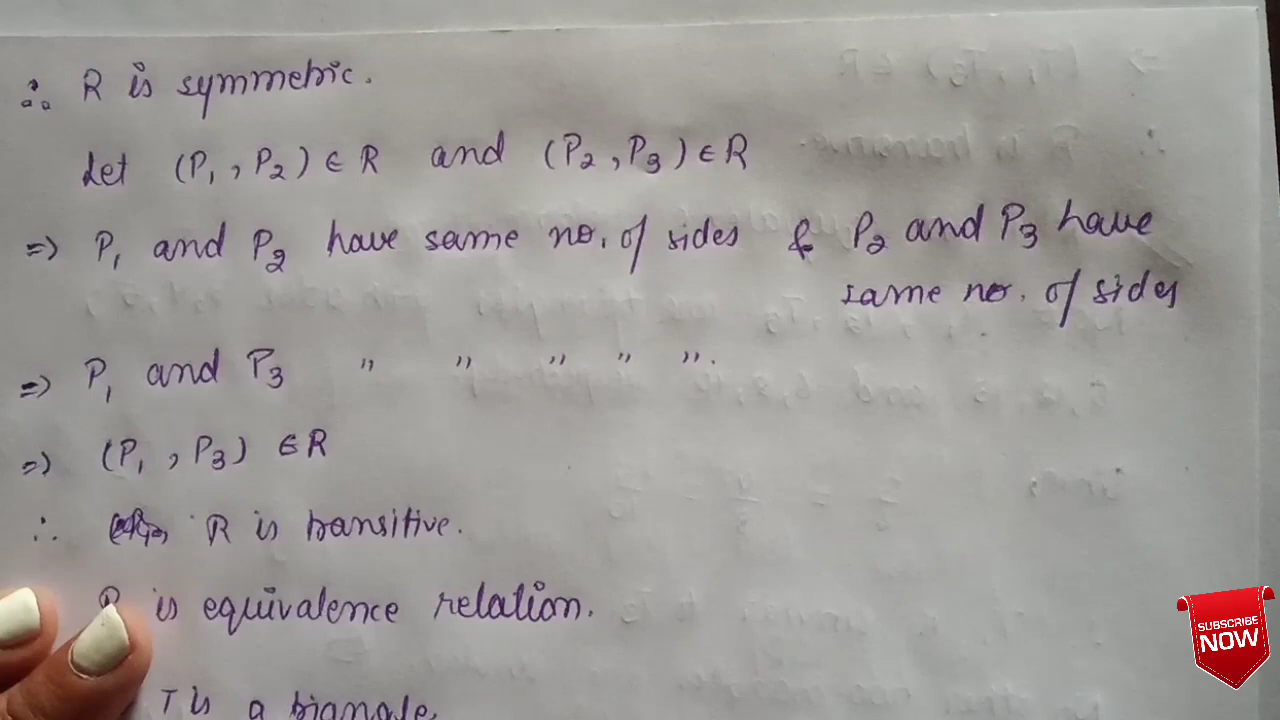 ∴ R is symmetric.
Let (P₁, P₂) ∈ R and (P₂, P₃) ∈ R
=> P₁ and P₂ have same no. of sides & P₂ and P₃ have
same no. of sides
=> P₁ and P₃ " " " " ".
=> (P₁, P₃) ∈ R
∴ R is transitive.
R is equivalence relation.
T is a triangle.
SUBSCRIBE
NOW